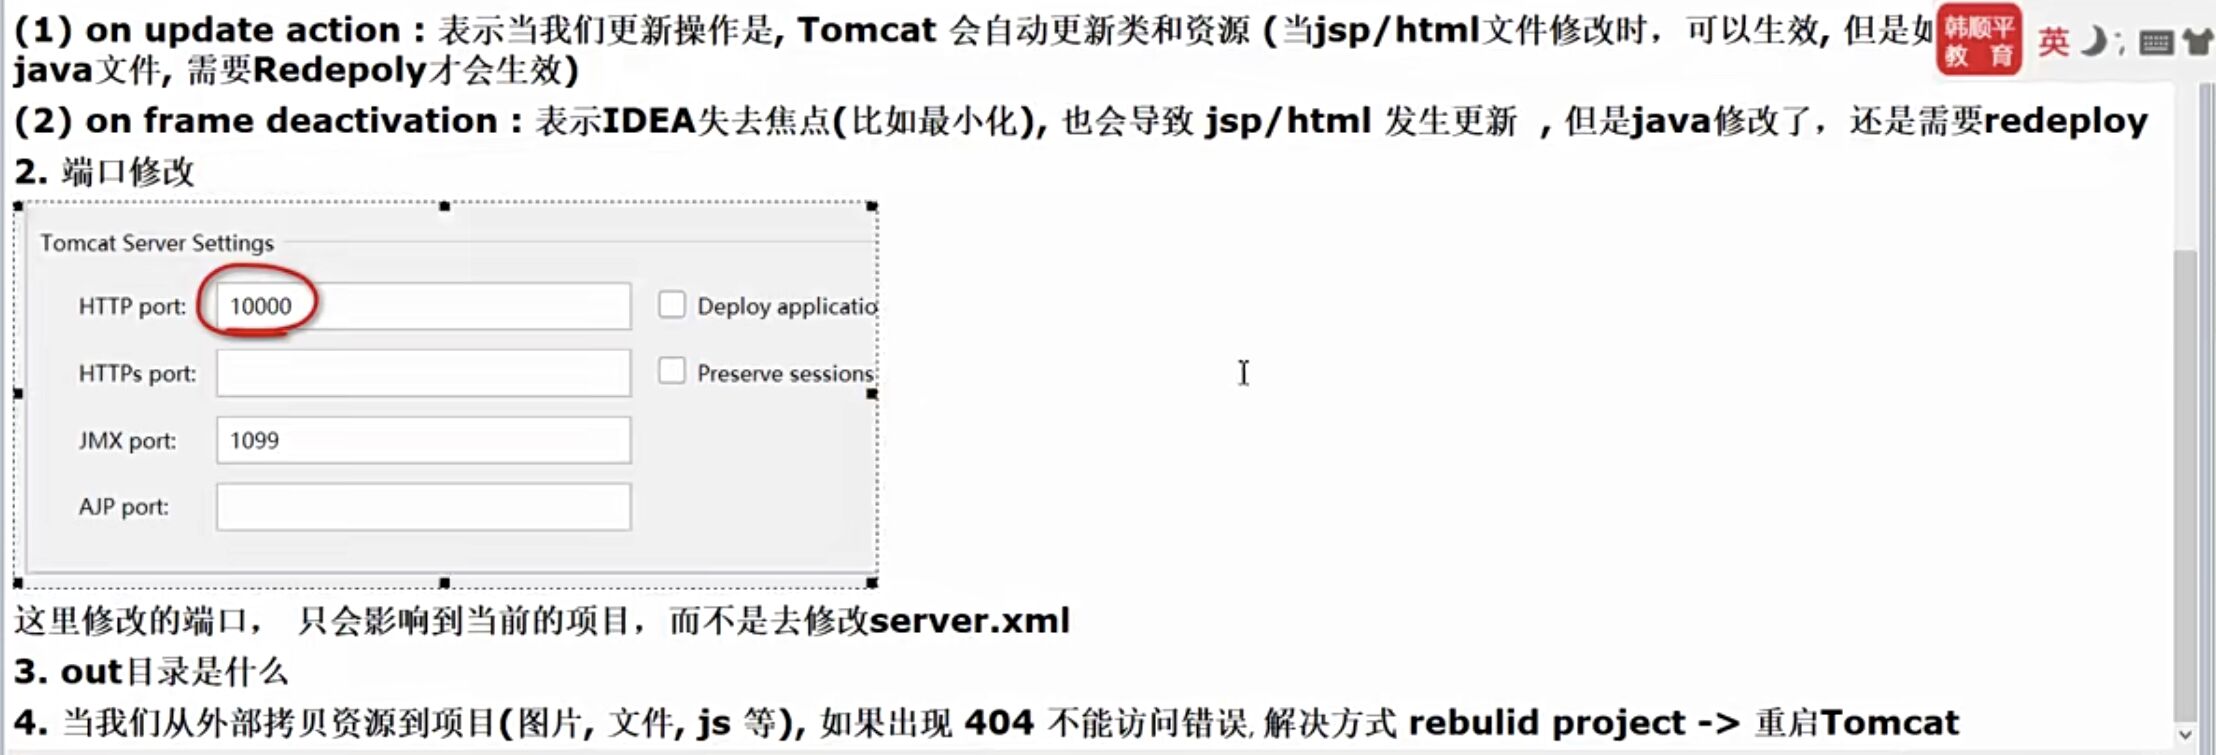 (1) on update action : 表示当我们更新操作是, Tomcat 会自动更新类和资源 (当jsp/html文件修改时，可以生效, 但是如
java文件, 需要Redepoly才会生效)
(2) on frame deactivation : 表示IDEA失去焦点(比如最小化), 也会导致 jsp/html 发生更新 , 但是java修改了，还是需要redeploy
2. 端口修改
Tomcat Server Settings
HTTP port: 10000 Deploy applicatio
HTTPs port: Preserve sessions
JMX port: 1099
AJP port:
这里修改的端口， 只会影响到当前的项目，而不是去修改server.xml
3. out目录是什么
4. 当我们从外部拷贝资源到项目(图片, 文件, js 等), 如果出现 404 不能访问错误, 解决方式 rebulid project -> 重启Tomcat
韩顺平
教 育
英